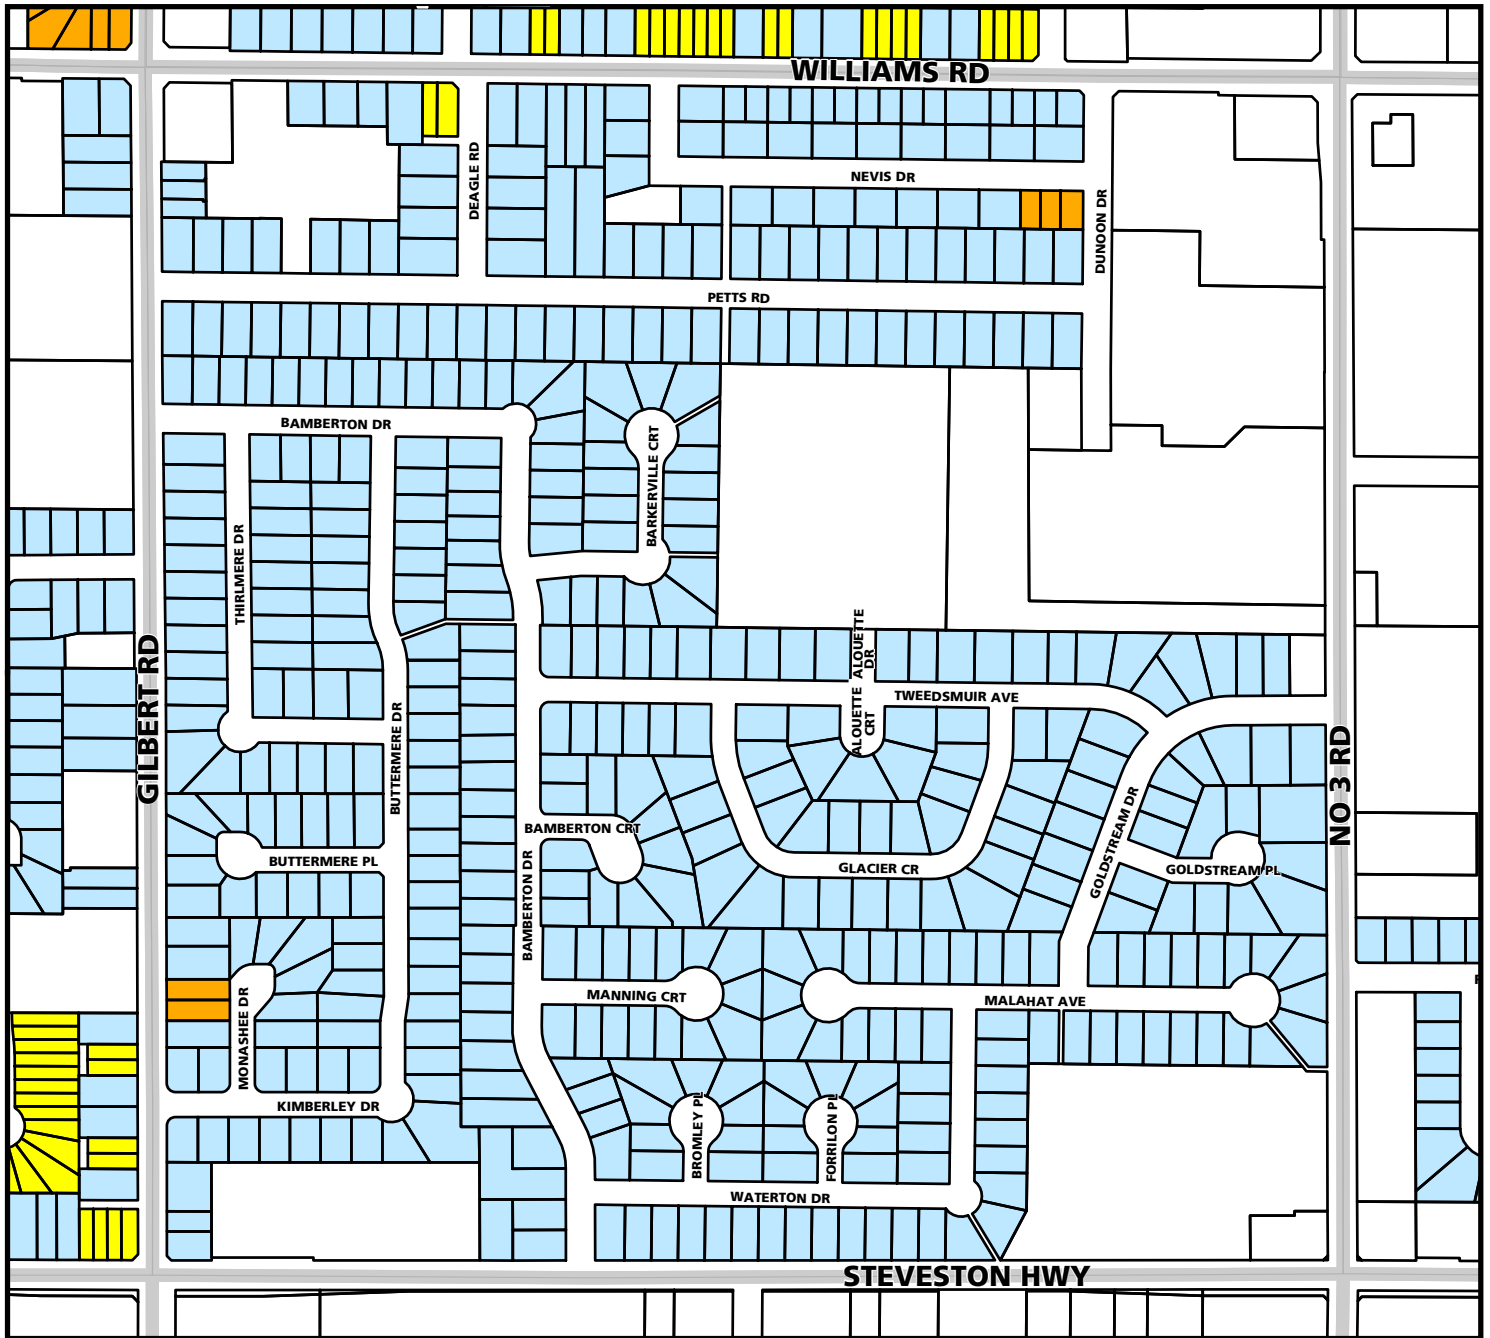 WILLIAMS RD
DEAGLE RD
NEVIS DR
DUNOON DR
PETTS RD
BAMBERTON DR
BARKERVILLE CRT
THIRLMERE DR
GILBERT RD
ALOUETTE
DR
TWEEDSMUIR AVE
ALOUETTE
CRT
BUTTERMERE DR
NO 3 RD
GOLDSTREAM DR
BAMBERTON CRT
BUTTERMERE PL
GLACIER CR
GOLDSTREAM PL
BAMBERTON DR
MANNING CRT
MALAHAT AVE
MONASHEE DR
KIMBERLEY DR
BROMLEY PL
FORRILON PL
WATERTON DR
STEVESTON HWY